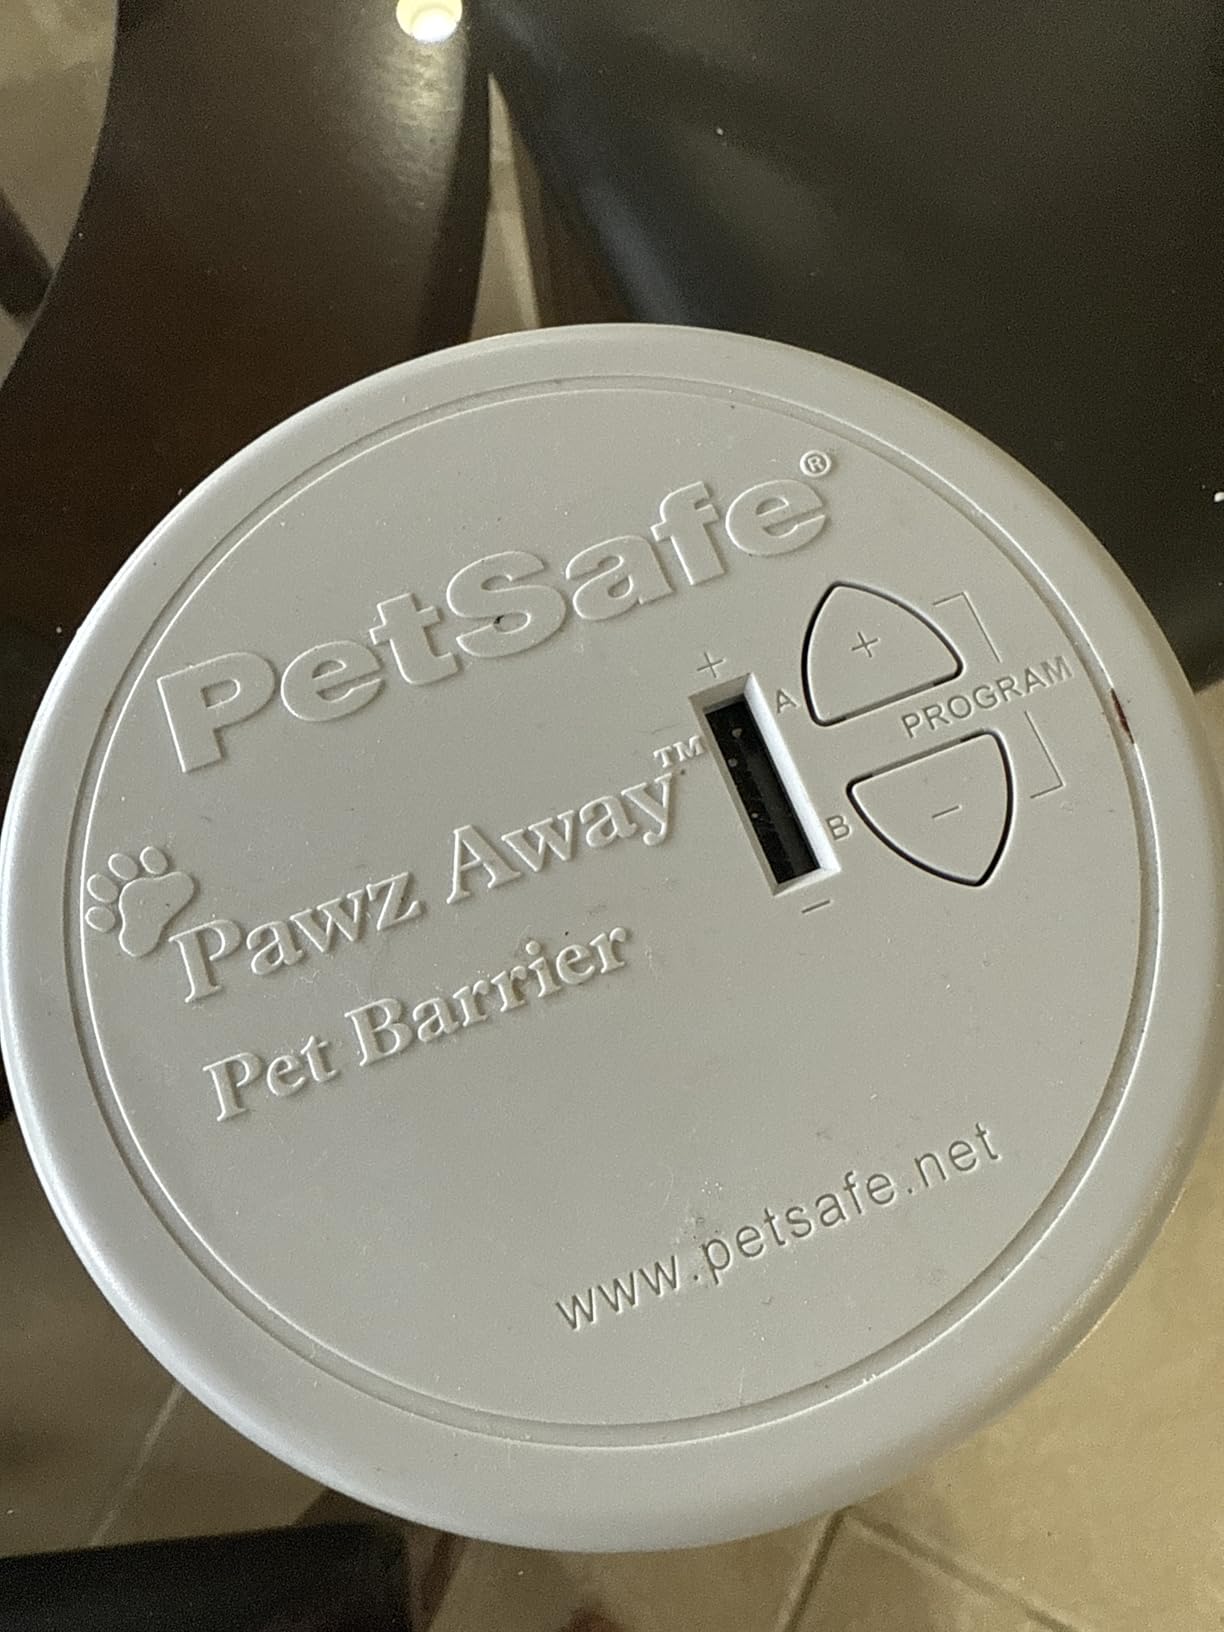 PetSafe®
Pawz Away™
Pet Barrier
+
A
B
−
+
PROGRAM
−
www.petsafe.net